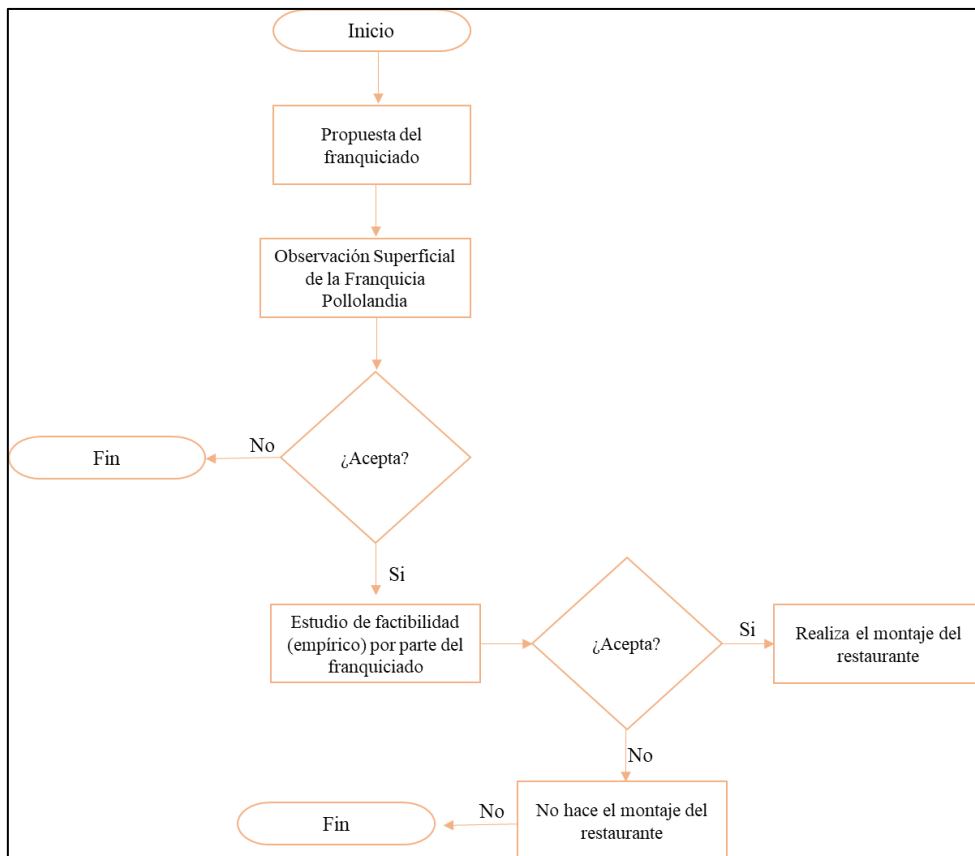 Inicio
Propuesta del
franquiciado
Observación Superficial
de la Franquicia
Pollolandia
¿Acepta?
No
Fin
Si
Estudio de factibilidad
(empírico) por parte del
franquiciado
¿Acepta?
Si
Realiza el montaje del
restaurante
No
No hace el montaje del
restaurante
No
Fin